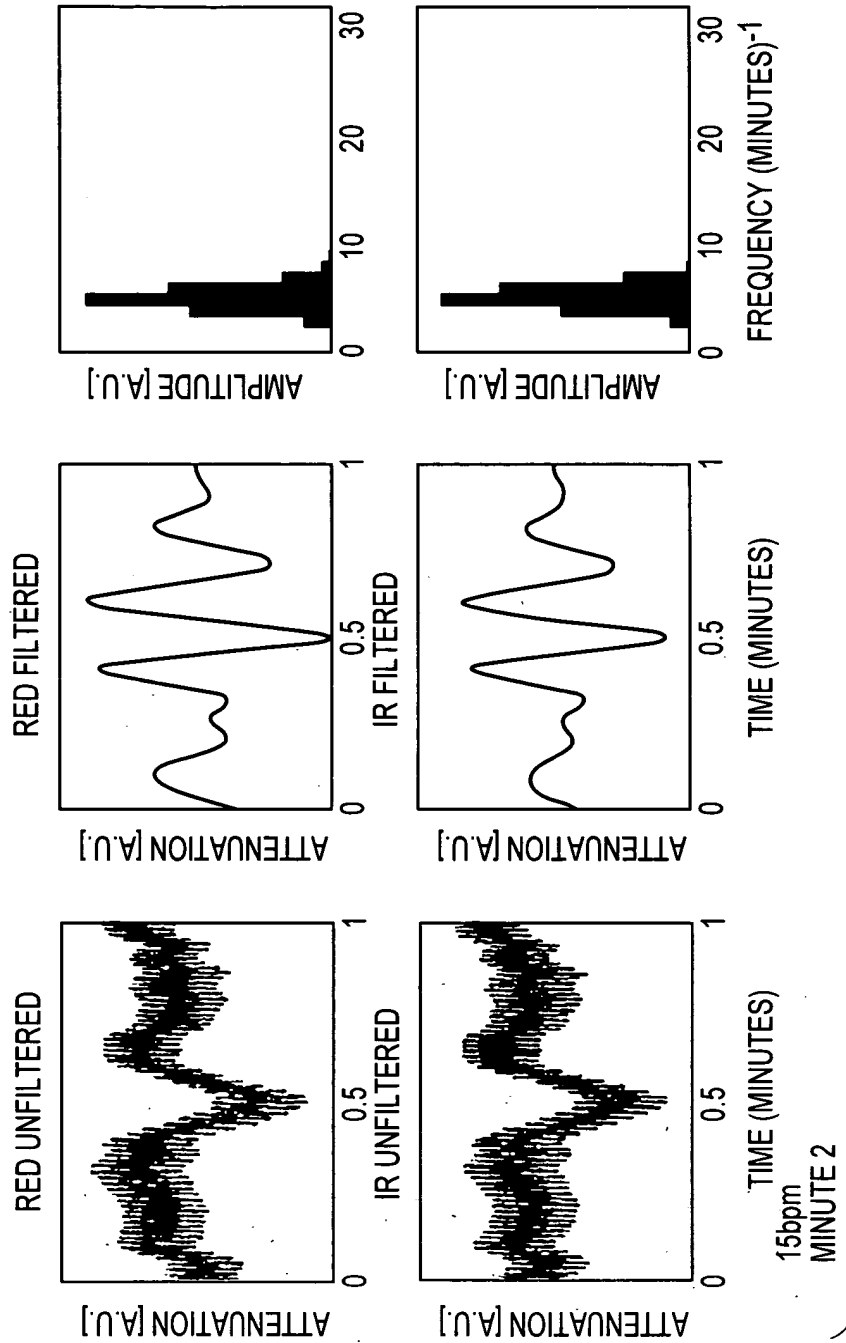 RED UNFILTERED
ATTENUATION [A.U.]
0
0.5
1
RED FILTERED
ATTENUATION [A.U.]
0
0.5
1
AMPLITUDE [A.U.]
0
10
20
30
IR UNFILTERED
ATTENUATION [A.U.]
0
0.5
1
TIME (MINUTES)
IR FILTERED
ATTENUATION [A.U.]
0
0.5
1
TIME (MINUTES)
AMPLITUDE [A.U.]
0
10
20
30
FREQUENCY (MINUTES)-1
15bpm
MINUTE 2